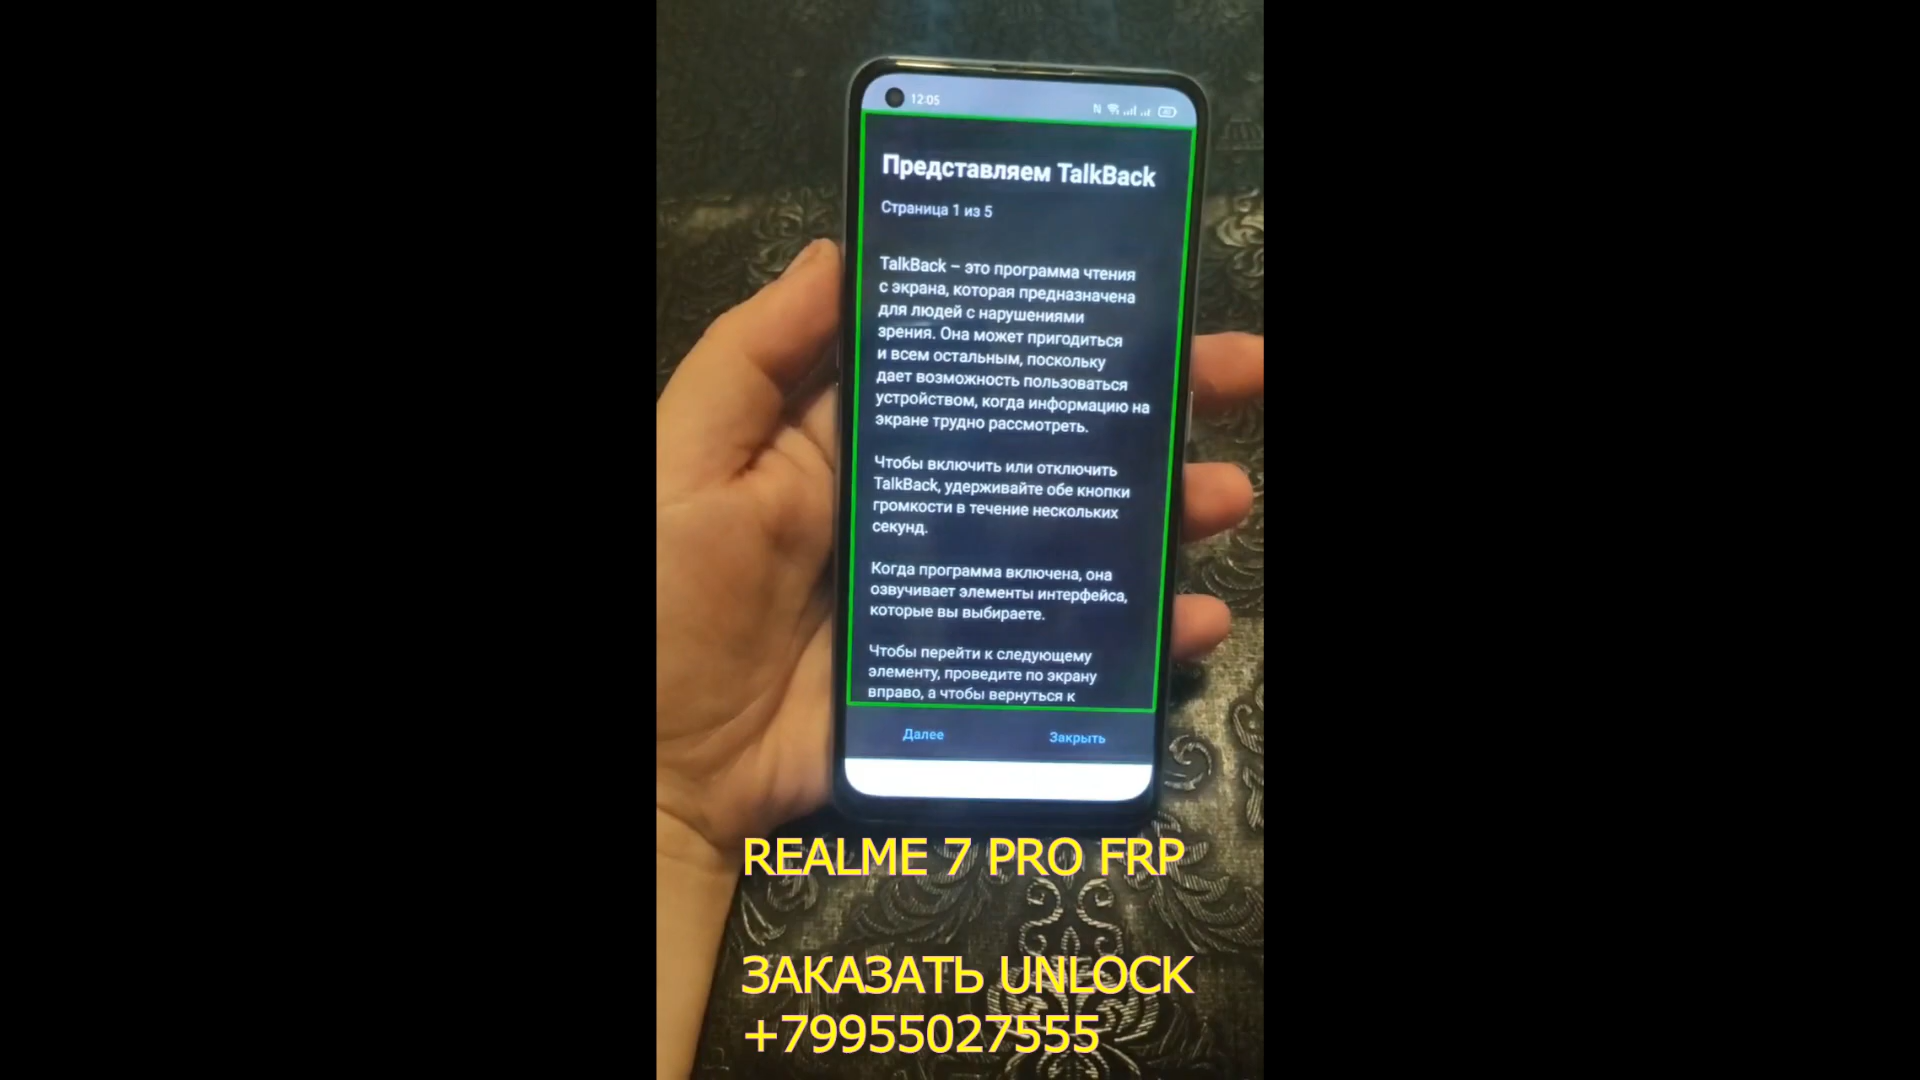 12:05
N
Представляем TalkBack
Страница 1 из 5
TalkBack – это программа чтения
с экрана, которая предназначена
для людей с нарушениями
зрения. Она может пригодиться
и всем остальным, поскольку
дает возможность пользоваться
устройством, когда информацию на
экране трудно рассмотреть.
Чтобы включить или отключить
TalkBack, удерживайте обе кнопки
громкости в течение нескольких
секунд.
Когда программа включена, она
озвучивает элементы интерфейса,
которые вы выбираете.
Чтобы перейти к следующему
элементу, проведите по экрану
вправо, а чтобы вернуться к
Далее Закрыть
REALME 7 PRO FRP
ЗАКАЗАТЬ UNLOCK
+79955027555